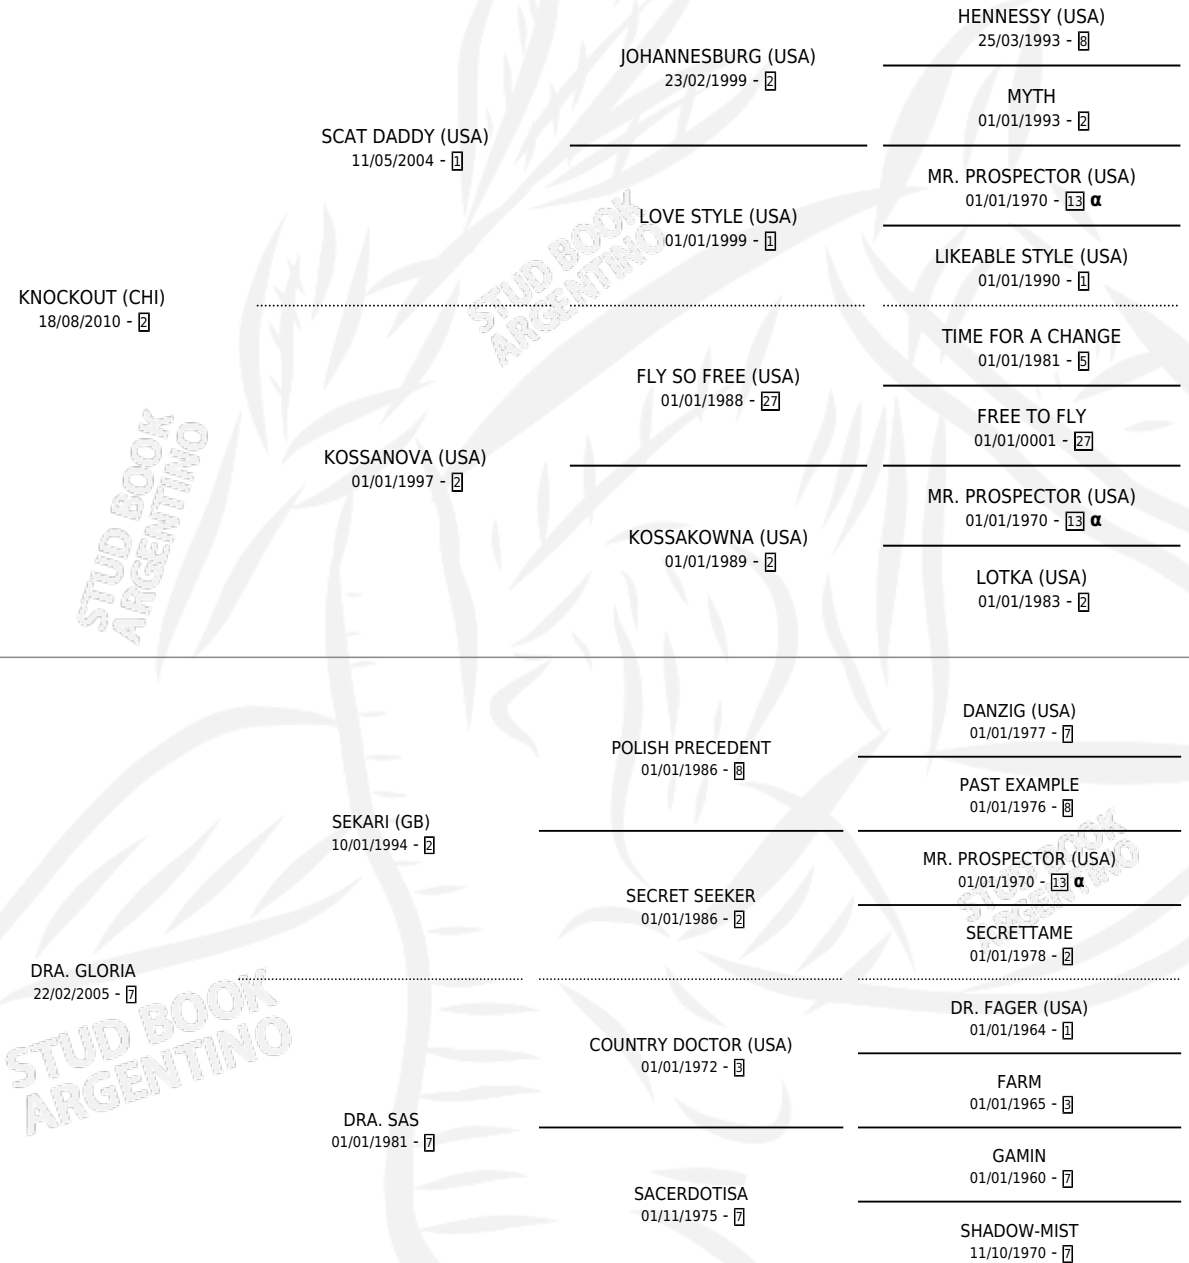 HENNESSY (USA)
25/03/1993 - 8
JOHANNESBURG (USA)
23/02/1999 - 2
MYTH
01/01/1993 - 2
SCAT DADDY (USA)
11/05/2004 - 1
MR. PROSPECTOR (USA)
01/01/1970 - 13 α
LOVE STYLE (USA)
01/01/1999 - 1
LIKEABLE STYLE (USA)
01/01/1990 - 1
KNOCKOUT (CHI)
18/08/2010 - 2
TIME FOR A CHANGE
01/01/1981 - 5
FLY SO FREE (USA)
01/01/1988 - 27
FREE TO FLY
01/01/0001 - 27
KOSSANOVA (USA)
01/01/1997 - 2
MR. PROSPECTOR (USA)
01/01/1970 - 13 α
KOSSAKOWNA (USA)
01/01/1989 - 2
LOTKA (USA)
01/01/1983 - 2
DANZIG (USA)
01/01/1977 - 7
POLISH PRECEDENT
01/01/1986 - 8
PAST EXAMPLE
01/01/1976 - 8
SEKARI (GB)
10/01/1994 - 2
MR. PROSPECTOR (USA)
01/01/1970 - 13 α
SECRET SEEKER
01/01/1986 - 2
SECRETTAME
01/01/1978 - 2
DRA. GLORIA
22/02/2005 - 7
DR. FAGER (USA)
01/01/1964 - 1
COUNTRY DOCTOR (USA)
01/01/1972 - 3
FARM
01/01/1965 - 3
DRA. SAS
01/01/1981 - 7
GAMIN
01/01/1960 - 7
SACERDOTISA
01/11/1975 - 7
SHADOW-MIST
11/10/1970 - 7
STUD BOOK
ARGENTINO
STUD BOOK
ARGENTINO
STUD BOOK
ARGENTINO
STUD BOOK
ARGENTINO